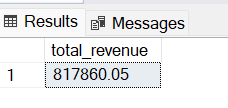 Results Messages
total_revenue
1 817860.05